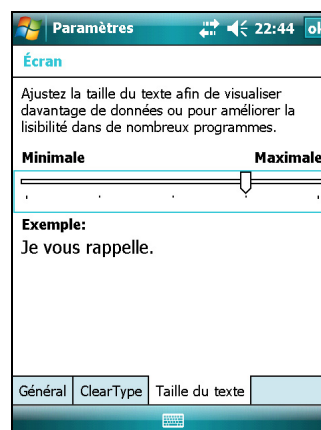 Paramètres 22:44 ok
Écran
Ajustez la taille du texte afin de visualiser
davantage de données ou pour améliorer la
lisibilité dans de nombreux programmes.
Minimale Maximale
Exemple:
Je vous rappelle.
Général ClearType Taille du texte